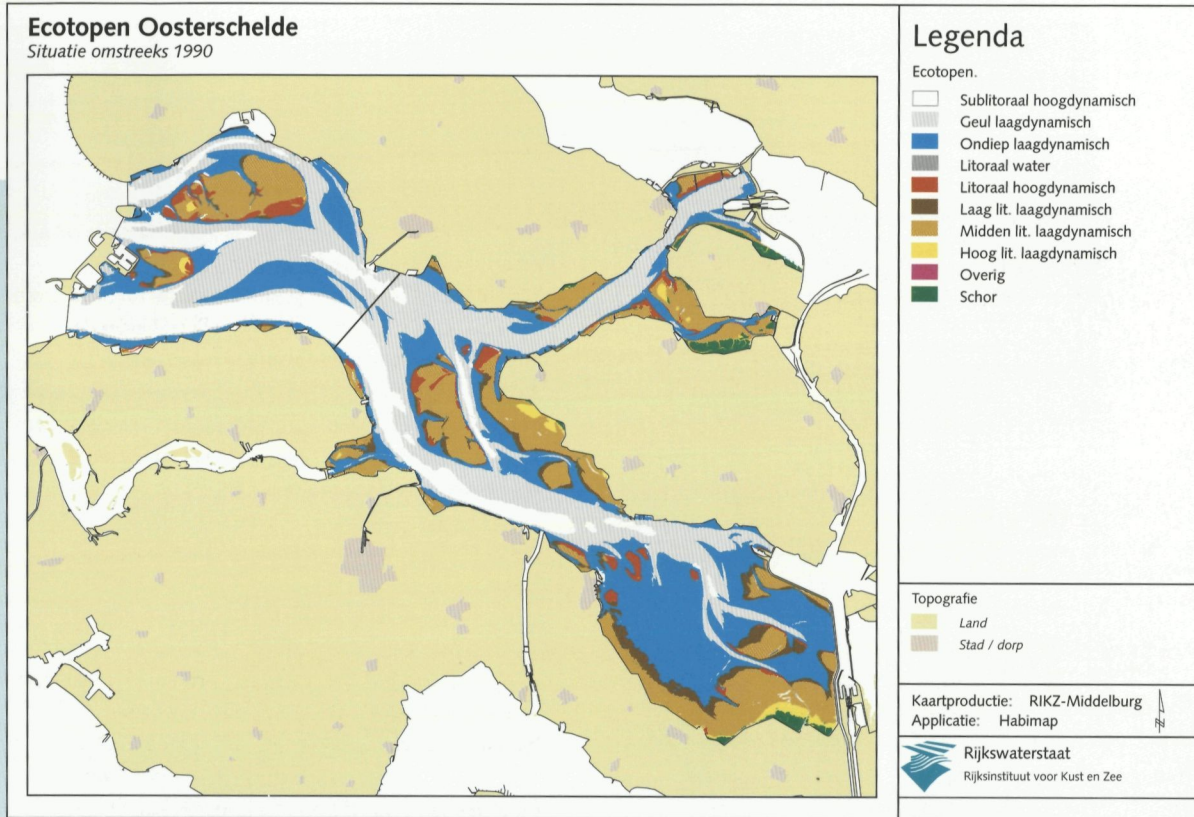 Ecotopen Oosterschelde
Situatie omstreeks 1990
Legenda
Ecotopen.
Sublitoraal hoogdynamisch
Geul laagdynamisch
Ondiep laagdynamisch
Litoraal water
Litoraal hoogdynamisch
Laag lit. laagdynamisch
Midden lit. laagdynamisch
Hoog lit. laagdynamisch
Overig
Schor
Topografie
Land
Stad / dorp
Kaartproductie: RIKZ-Middelburg
Applicatie: Habimap
N
Rijkswaterstaat
Rijksinstituut voor Kust en Zee